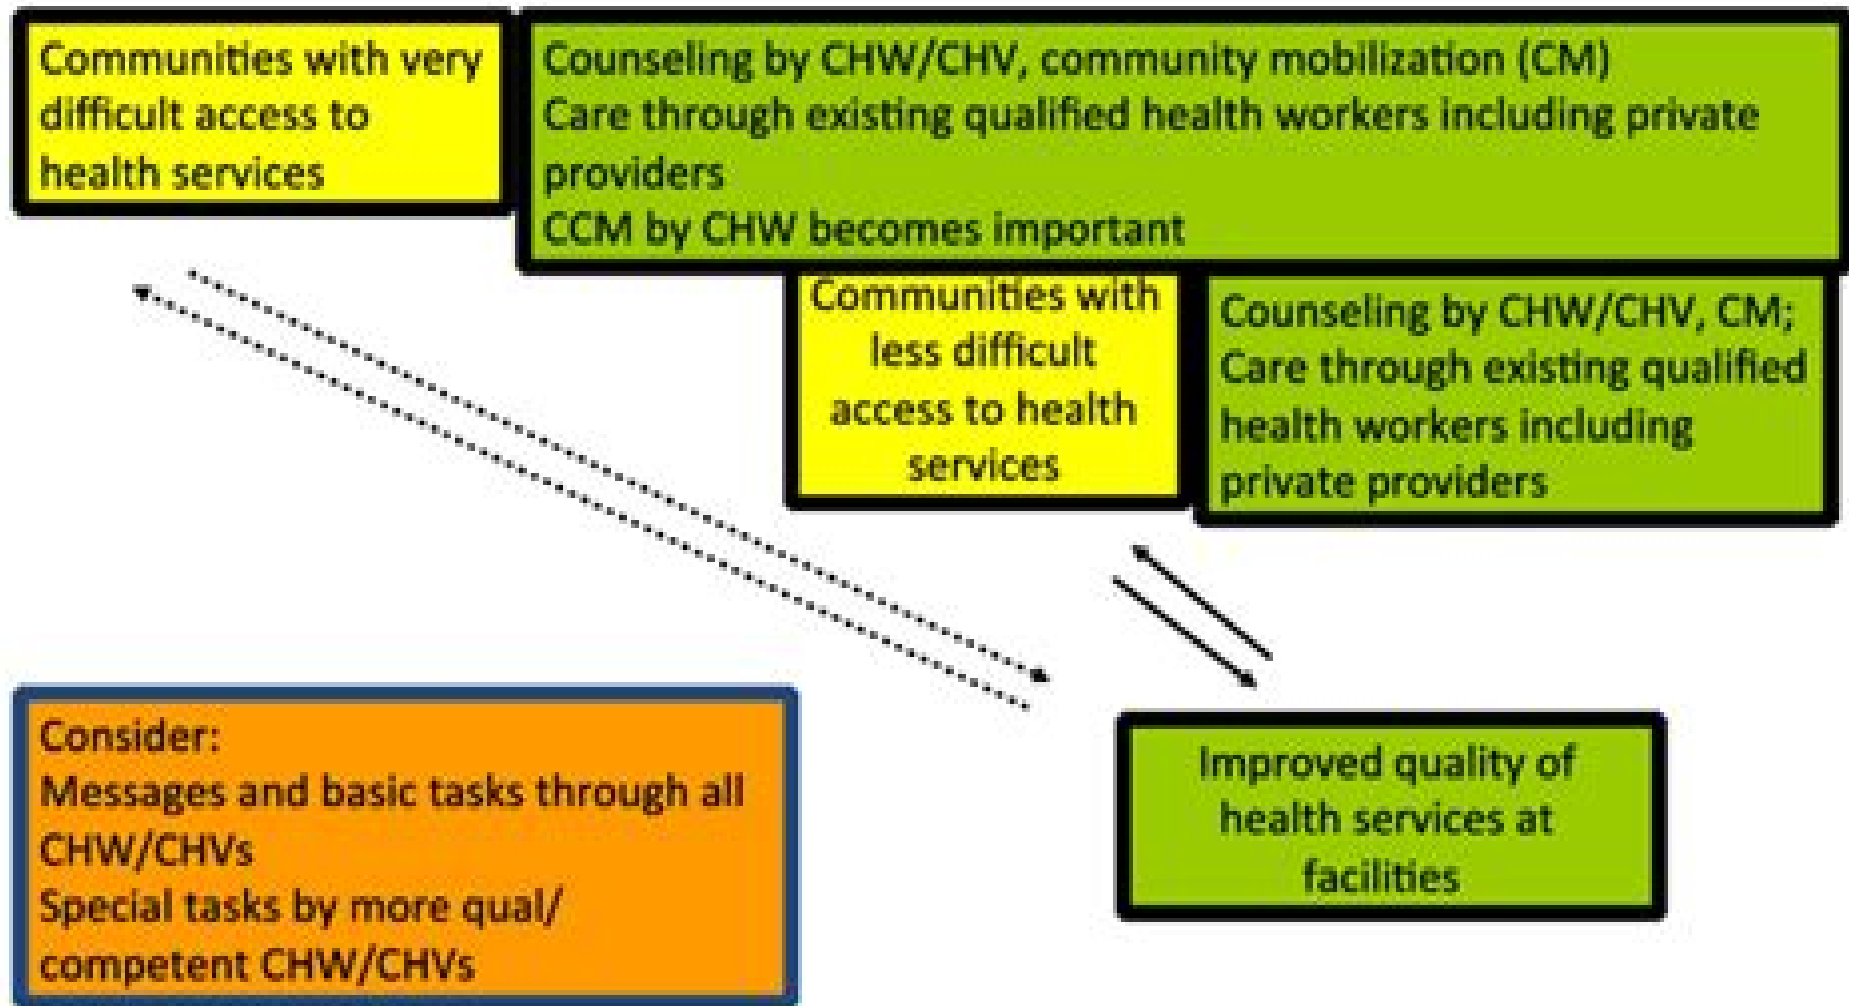 Communities with very
difficult access to
health services
Counseling by CHW/CHV, community mobilization (CM)
Care through existing qualified health workers including private
providers
CCM by CHW becomes important
Communities with
less difficult
access to health
services
Counseling by CHW/CHV, CM;
Care through existing qualified
health workers including
private providers
Consider:
Messages and basic tasks through all
CHW/CHVs
Special tasks by more qual/
competent CHW/CHVs
Improved quality of
health services at
facilities